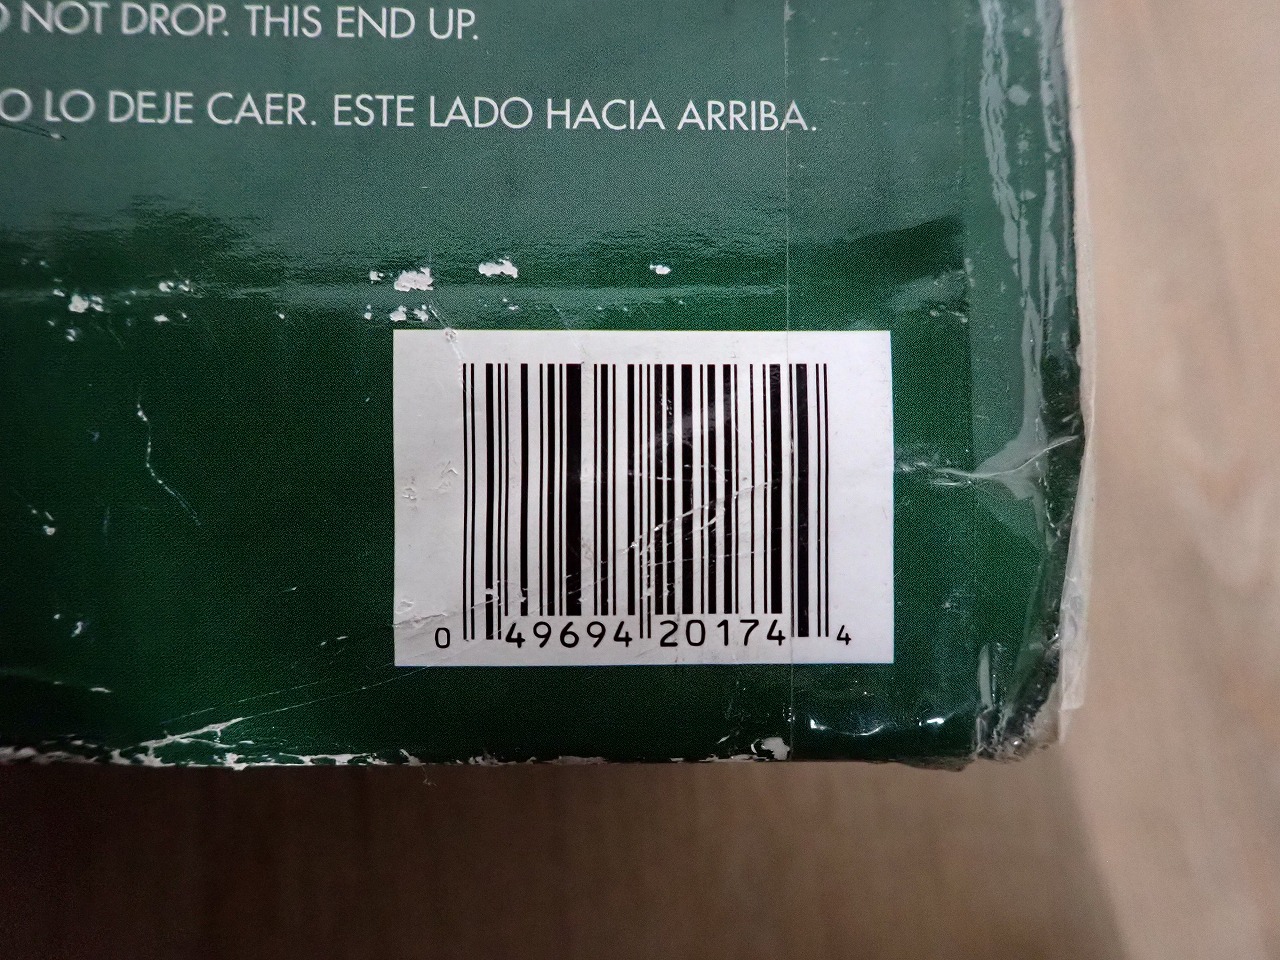 NOT DROP. THIS END UP.
O LO DEJE CAER. ESTE LADO HACIA ARRIBA.
0 49694 20174 4